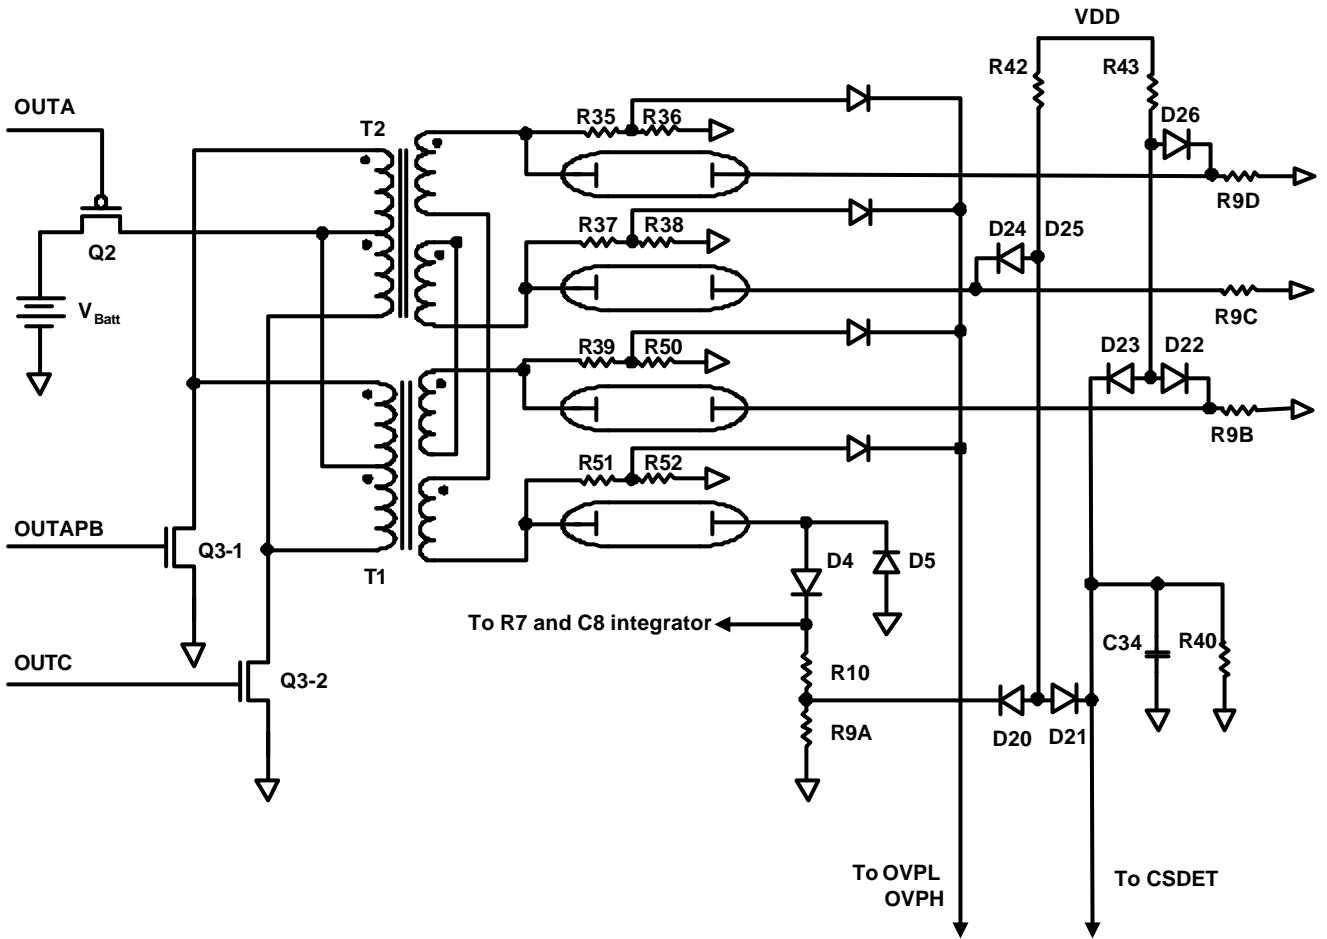 VDD
R42
R43
OUTA
R35
R36
D26
T2
R9D
R37
R38
D24
D25
Q2
VBatt
R9C
R39
R50
D23
D22
R9B
R51
R52
OUTAPB
Q3-1
D4
D5
T1
To R7 and C8 integrator
C34
R40
OUTC
Q3-2
R10
R9A
D20
D21
To OVPL
OVPH
To CSDET